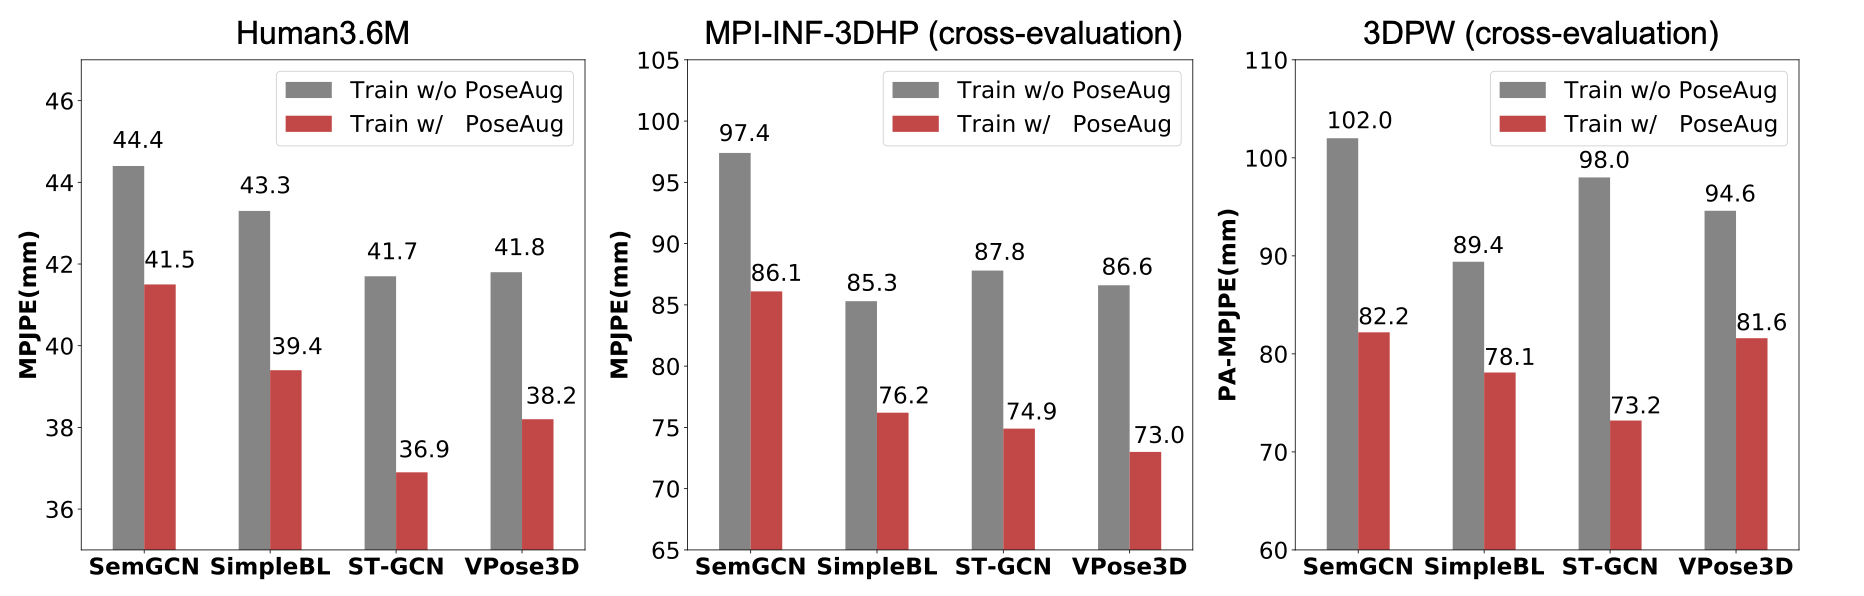 Human3.6M
MPJPE(mm)
46
44
42
40
38
36
Train w/o PoseAug
Train w/ PoseAug
44.4
41.5
43.3
39.4
41.7
36.9
41.8
38.2
SemGCN
SimpleBL
ST-GCN
VPose3D
MPI-INF-3DHP (cross-evaluation)
MPJPE(mm)
105
100
95
90
85
80
75
70
65
Train w/o PoseAug
Train w/ PoseAug
97.4
86.1
85.3
76.2
87.8
74.9
86.6
73.0
SemGCN
SimpleBL
ST-GCN
VPose3D
3DPW (cross-evaluation)
PA-MPJPE(mm)
110
100
90
80
70
60
Train w/o PoseAug
Train w/ PoseAug
102.0
82.2
89.4
78.1
98.0
73.2
94.6
81.6
SemGCN
SimpleBL
ST-GCN
VPose3D